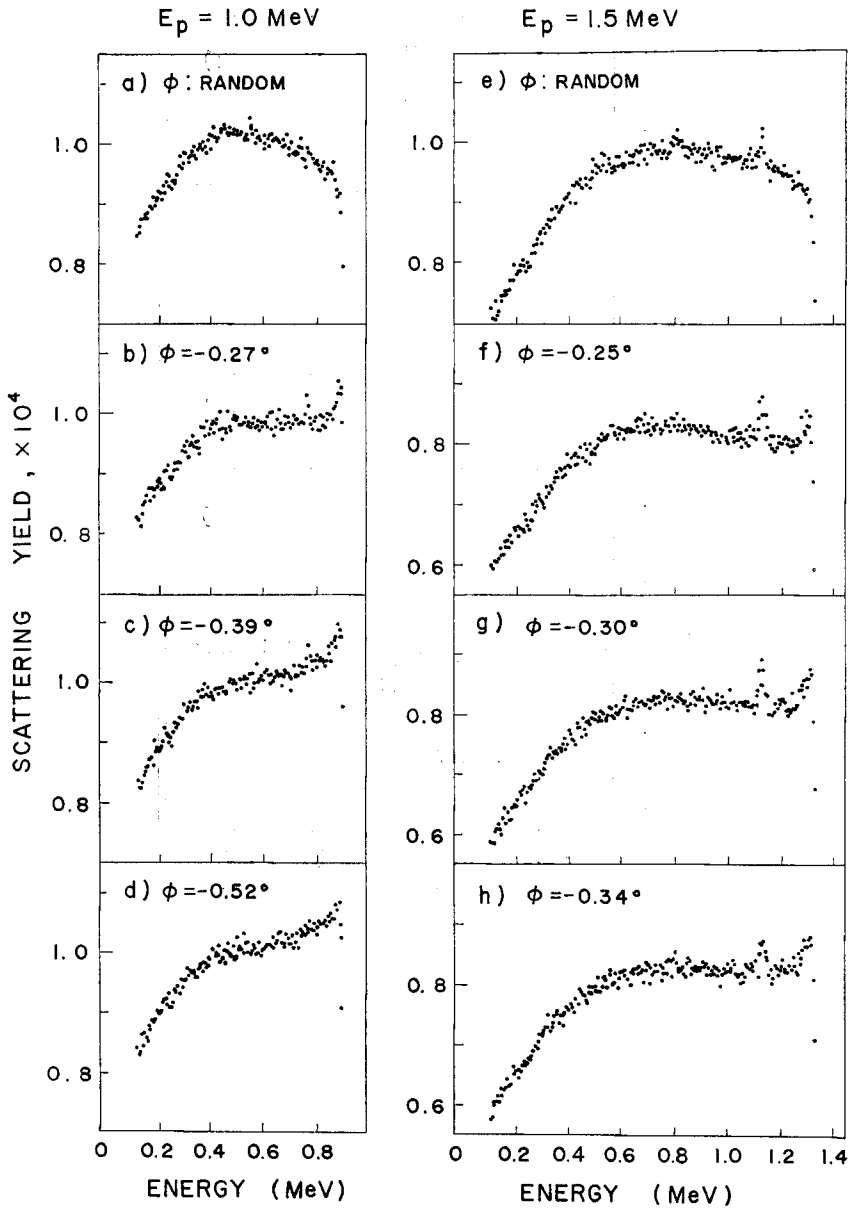 E_p = 1.0 MeV
E_p = 1.5 MeV
a) φ: RANDOM
1.0
0.8
b) φ=-0.27°
1.0
0.8
c) φ=-0.39°
1.0
0.8
d) φ=-0.52°
1.0
0.8
0 0.2 0.4 0.6 0.8
ENERGY (MeV)
SCATTERING YIELD, ×10⁴
e) φ: RANDOM
1.0
0.8
f) φ=-0.25°
0.8
0.6
g) φ=-0.30°
0.8
0.6
h) φ=-0.34°
0.8
0.6
0 0.2 0.4 0.6 0.8 1.0 1.2 1.4
ENERGY (MeV)